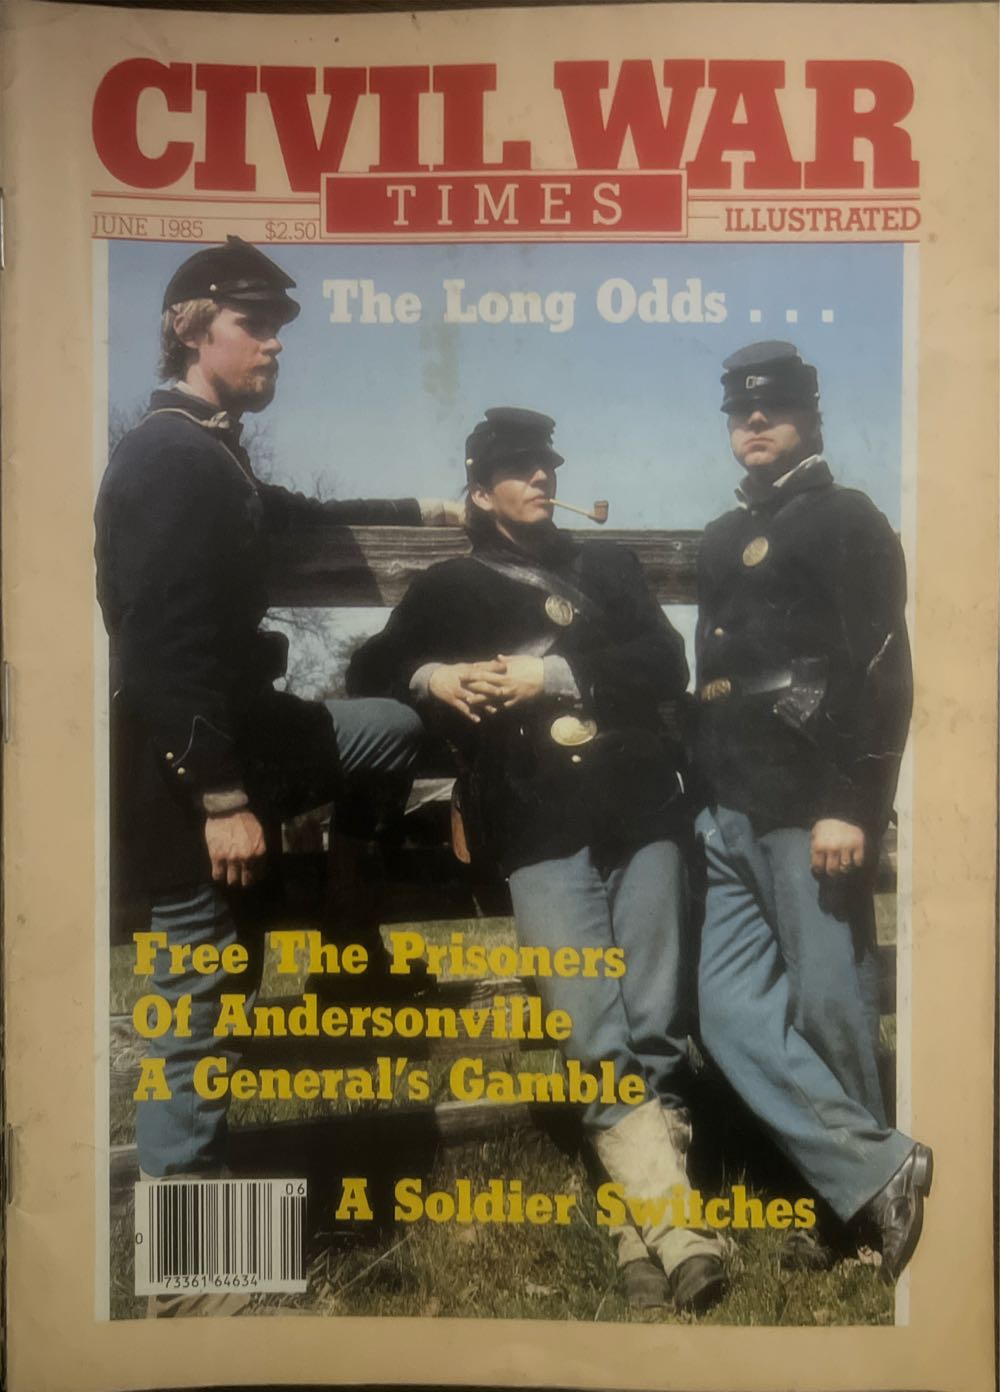 CIVIL WAR
TIMES
JUNE 1985 $2.50
ILLUSTRATED
The Long Odds . . .
Free The Prisoners
Of Andersonville
A General's Gamble
A Soldier Switches
06
0
73361 64634